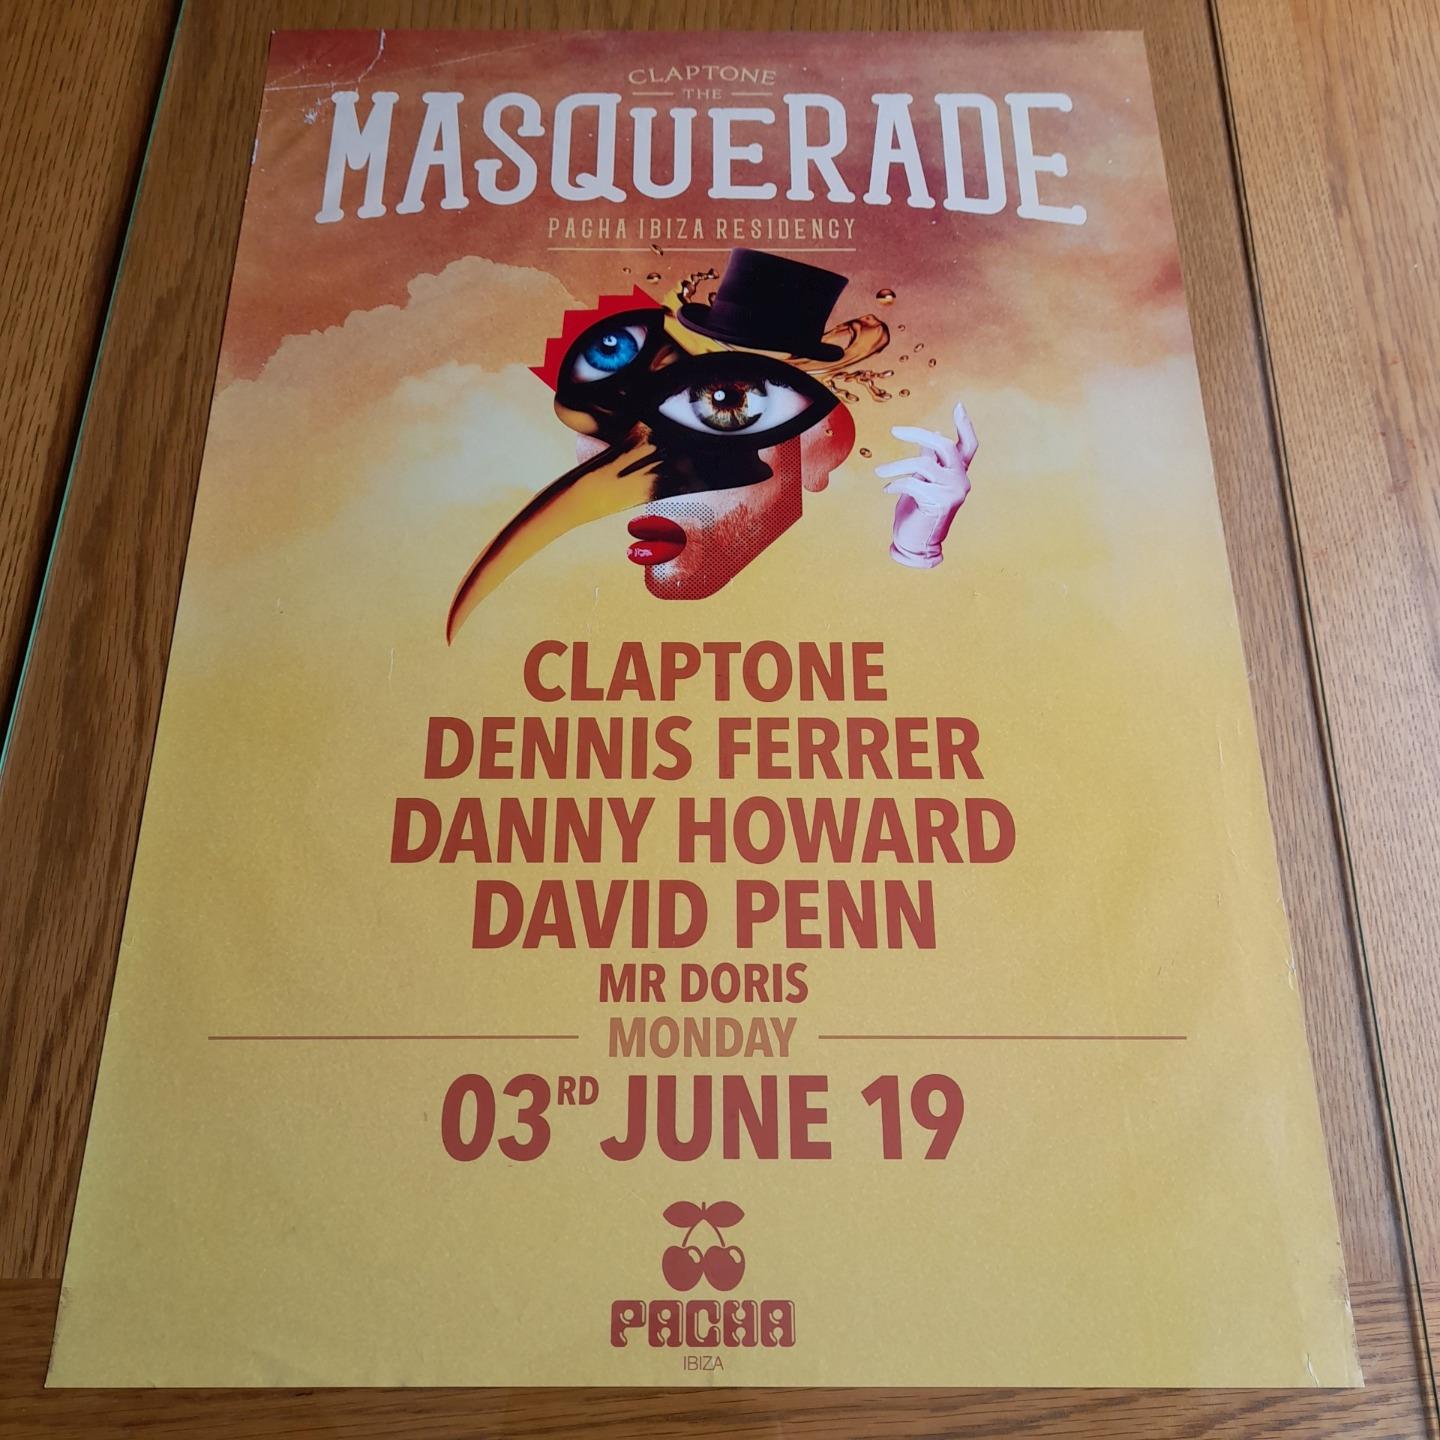 CLAPTONE
THE
MASQUERADE
PACHA IBIZA RESIDENCY
CLAPTONE
DENNIS FERRER
DANNY HOWARD
DAVID PENN
MR DORIS
MONDAY
03RD JUNE 19
PACHA
IBIZA